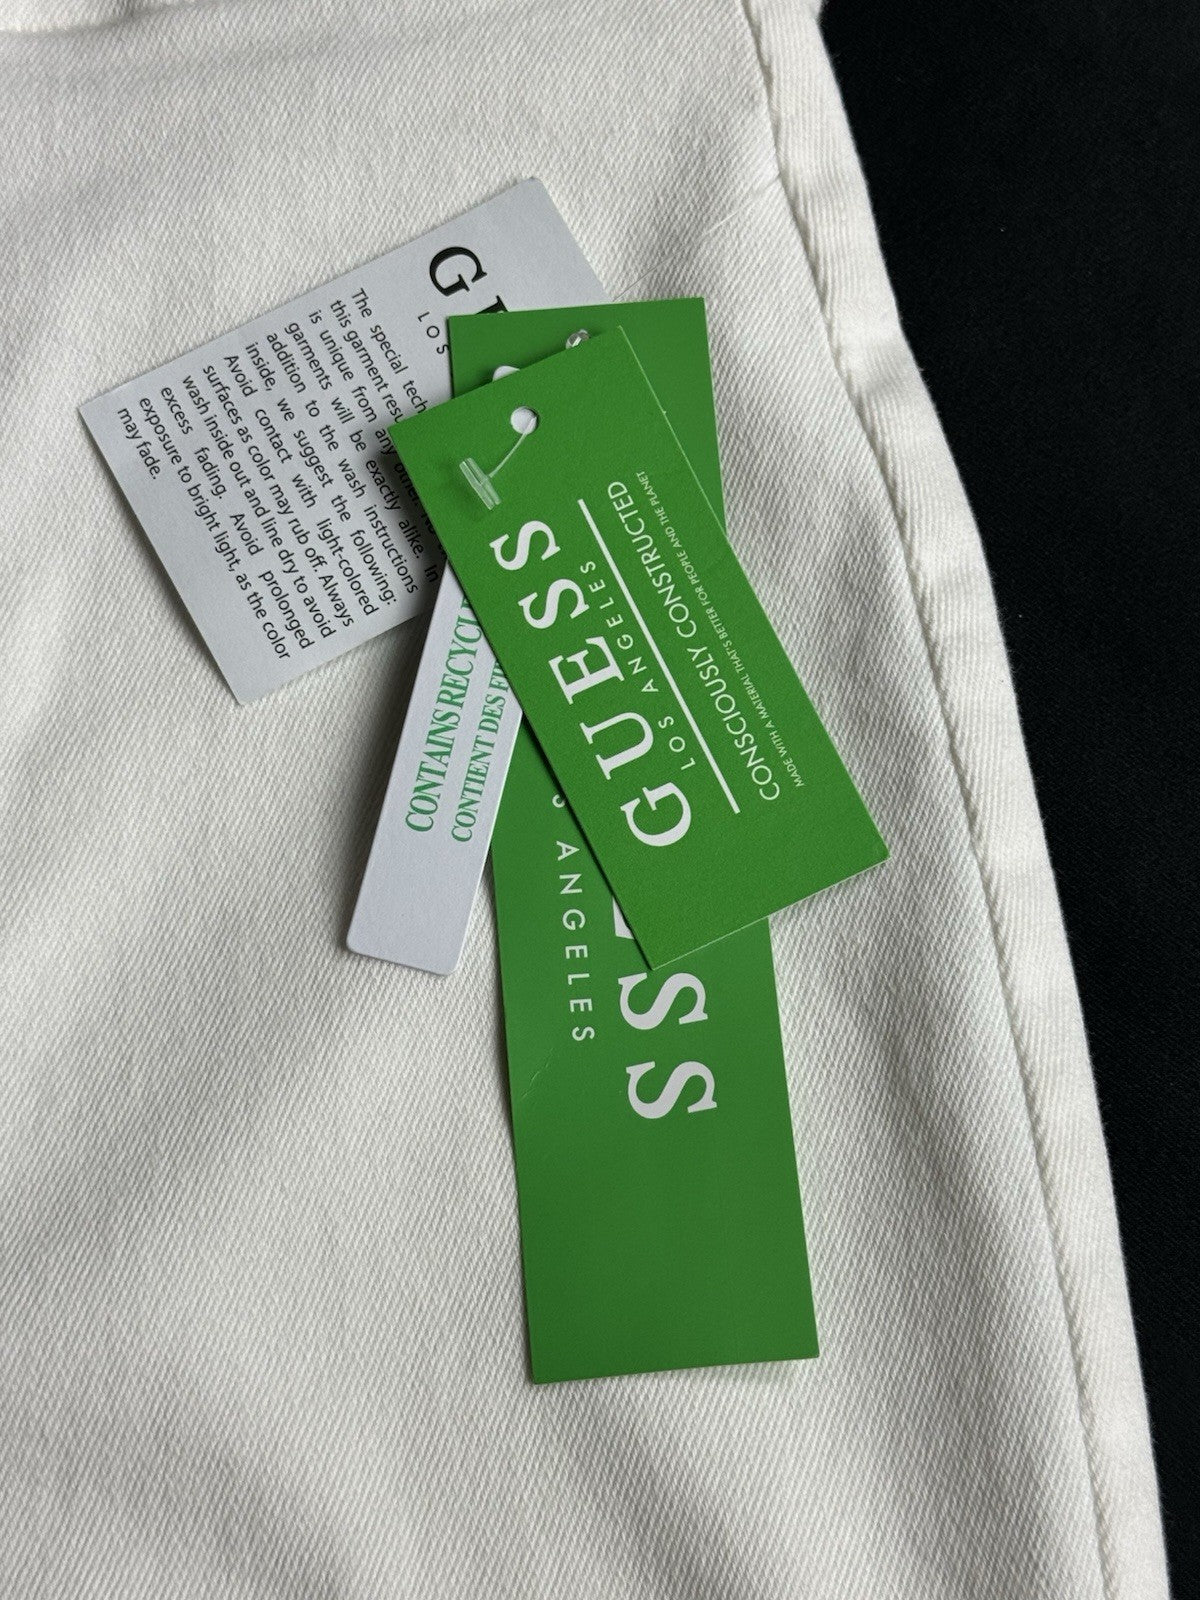 G
LOS
The special
this garment
is unique from any other.
garments will be exactly alike. In
addition to the wash instructions
inside, we suggest the following:
Avoid contact with light-colored
surfaces as color may rub off. Always
wash inside out and line dry to avoid
excess fading. Avoid prolonged
exposure to bright light, as the color
may fade.
CONTAINS
CONTIENT DES
GUESS
LOS ANGELES
CONSCIOUSLY CONSTRUCTED
MADE WITH A MATERIAL THAT'S BETTER FOR PEOPLE AND THE PLANET
SS
ANGELES